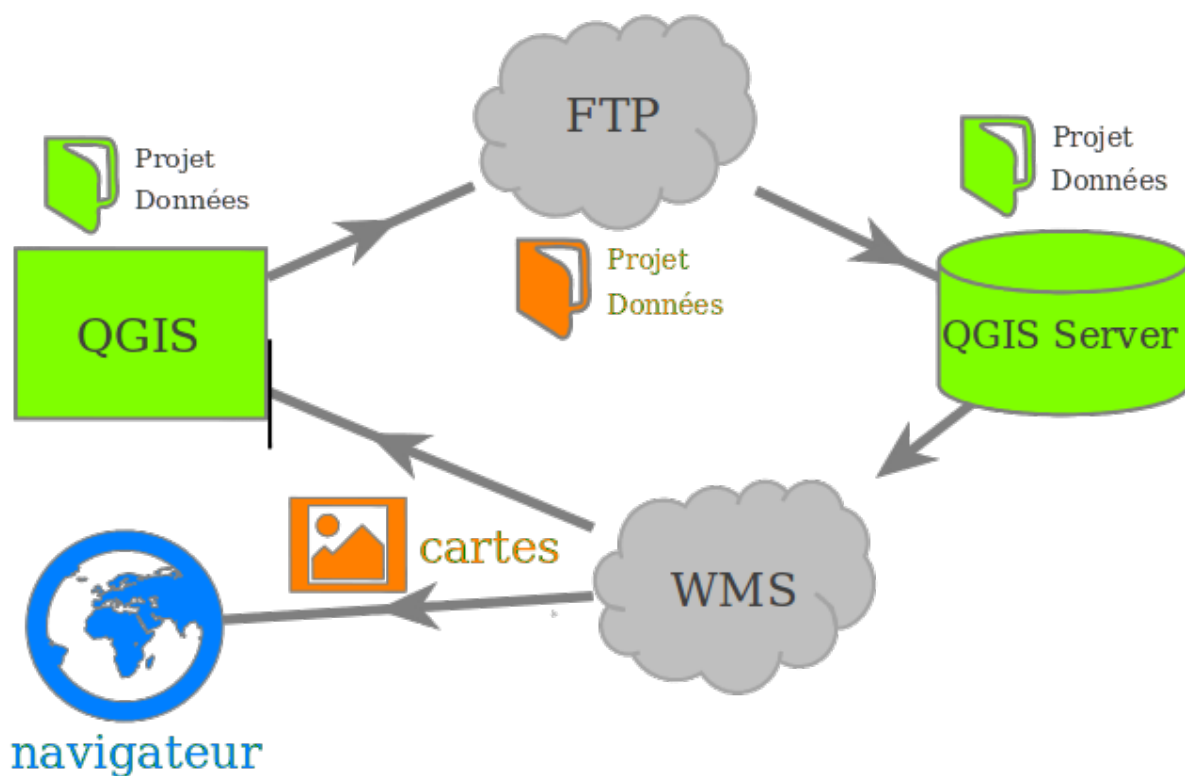 FTP
Projet
Données
Projet
Données
Projet
Données
QGIS
QGIS Server
cartes
WMS
navigateur